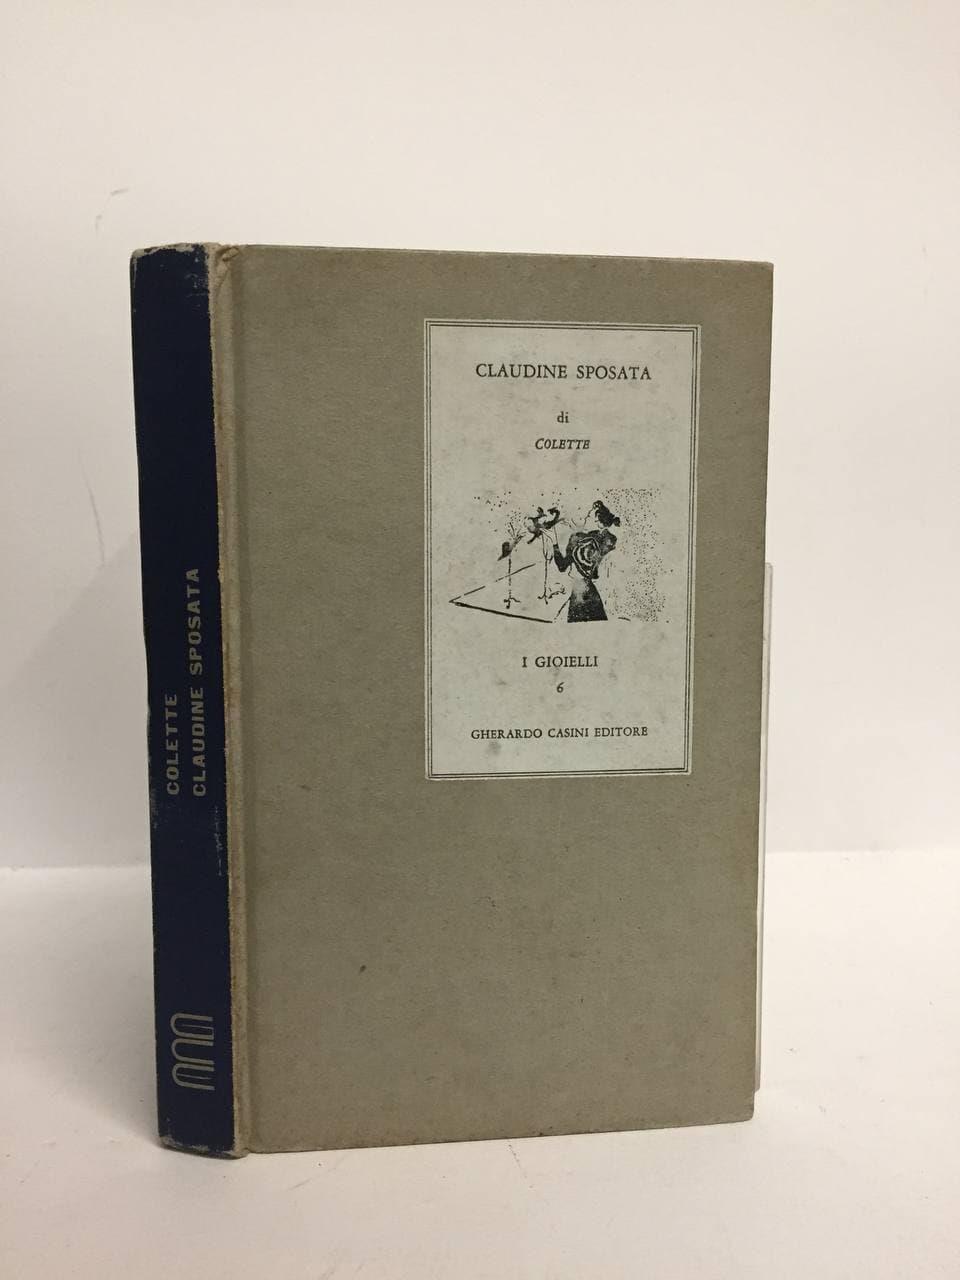 COLETTE
CLAUDINE SPOSATA
CLAUDINE SPOSATA
di
COLETTE
I GIOIELLI
6
GHERARDO CASINI EDITORE